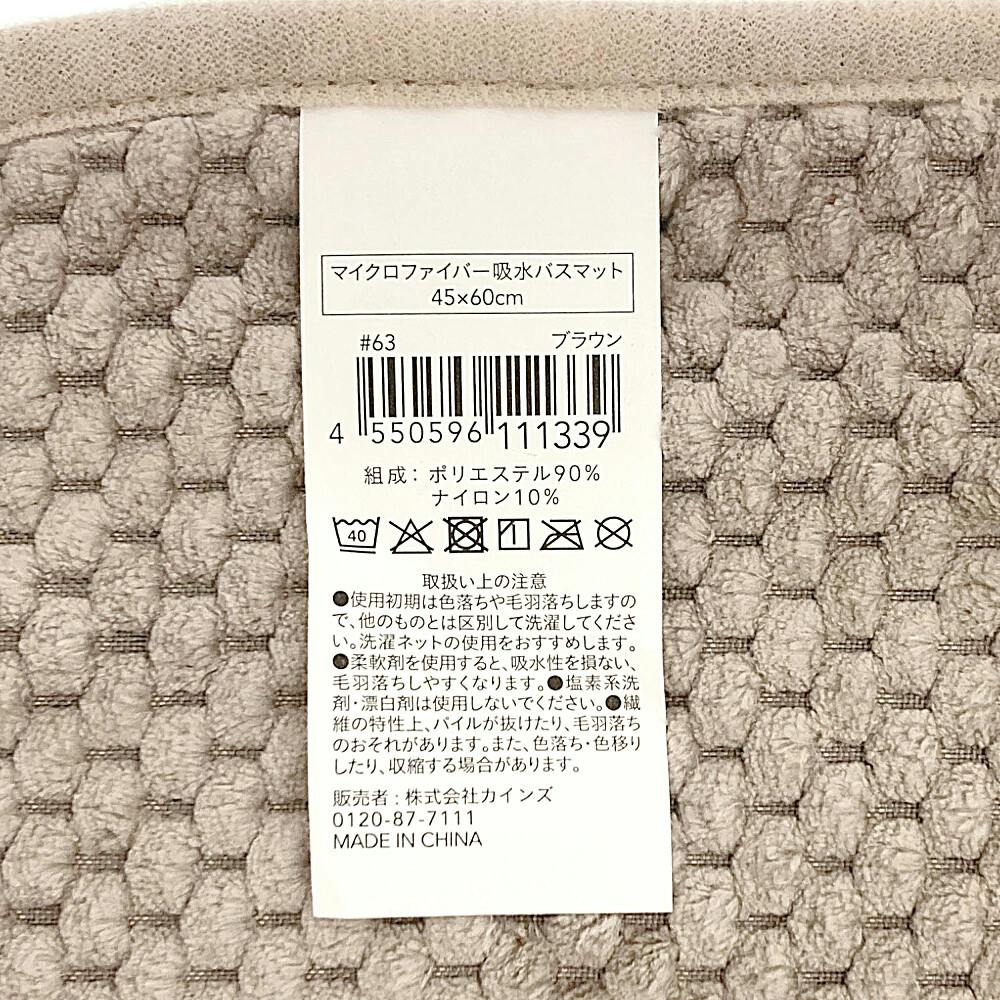 マイクロファイバー吸水バスマット
45×60cm
#63 ブラウン
4 550596 111339
組成: ポリエステル90%
ナイロン10%
40
取扱い上の注意
●使用初期は色落ちや毛羽落ちしますの
で、他のものとは区別して洗濯してくださ
い。洗濯ネットの使用をおすすめします。
●柔軟剤を使用すると、吸水性を損ない、
毛羽落ちしやすくなります。●塩素系洗
剤・漂白剤は使用しないでください。●繊
維の特性上、パイルが抜けたり、毛羽落ち
のおそれがあります。また、色落ち・色移り
したり、収縮する場合があります。
販売者:株式会社カインズ
0120-87-7111
MADE IN CHINA